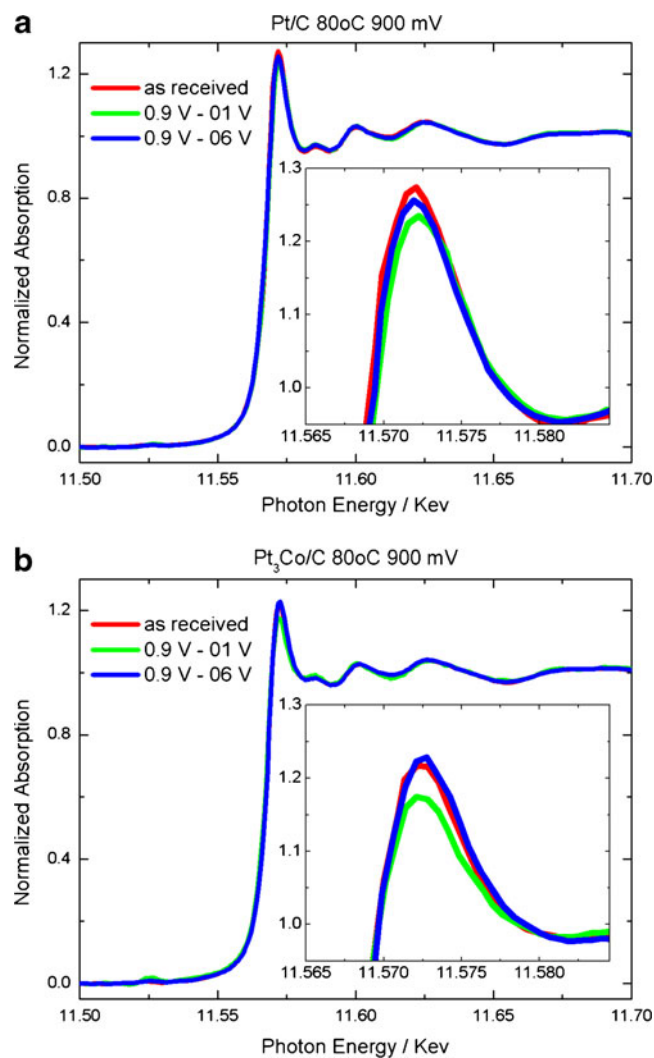 a
Pt/C 80oC 900 mV
1.2
0.8
0.4
0.0
Normalized Absorption
as received
0.9 V - 01 V
0.9 V - 06 V
1.3
1.2
1.1
1.0
11.565 11.570 11.575 11.580
11.50 11.55 11.60 11.65 11.70
Photon Energy / Kev
b
Pt₃Co/C 80oC 900 mV
1.2
0.8
0.4
0.0
Normalized Absorption
as received
0.9 V - 01 V
0.9 V - 06 V
1.3
1.2
1.1
1.0
11.565 11.570 11.575 11.580
11.50 11.55 11.60 11.65 11.70
Photon Energy / Kev